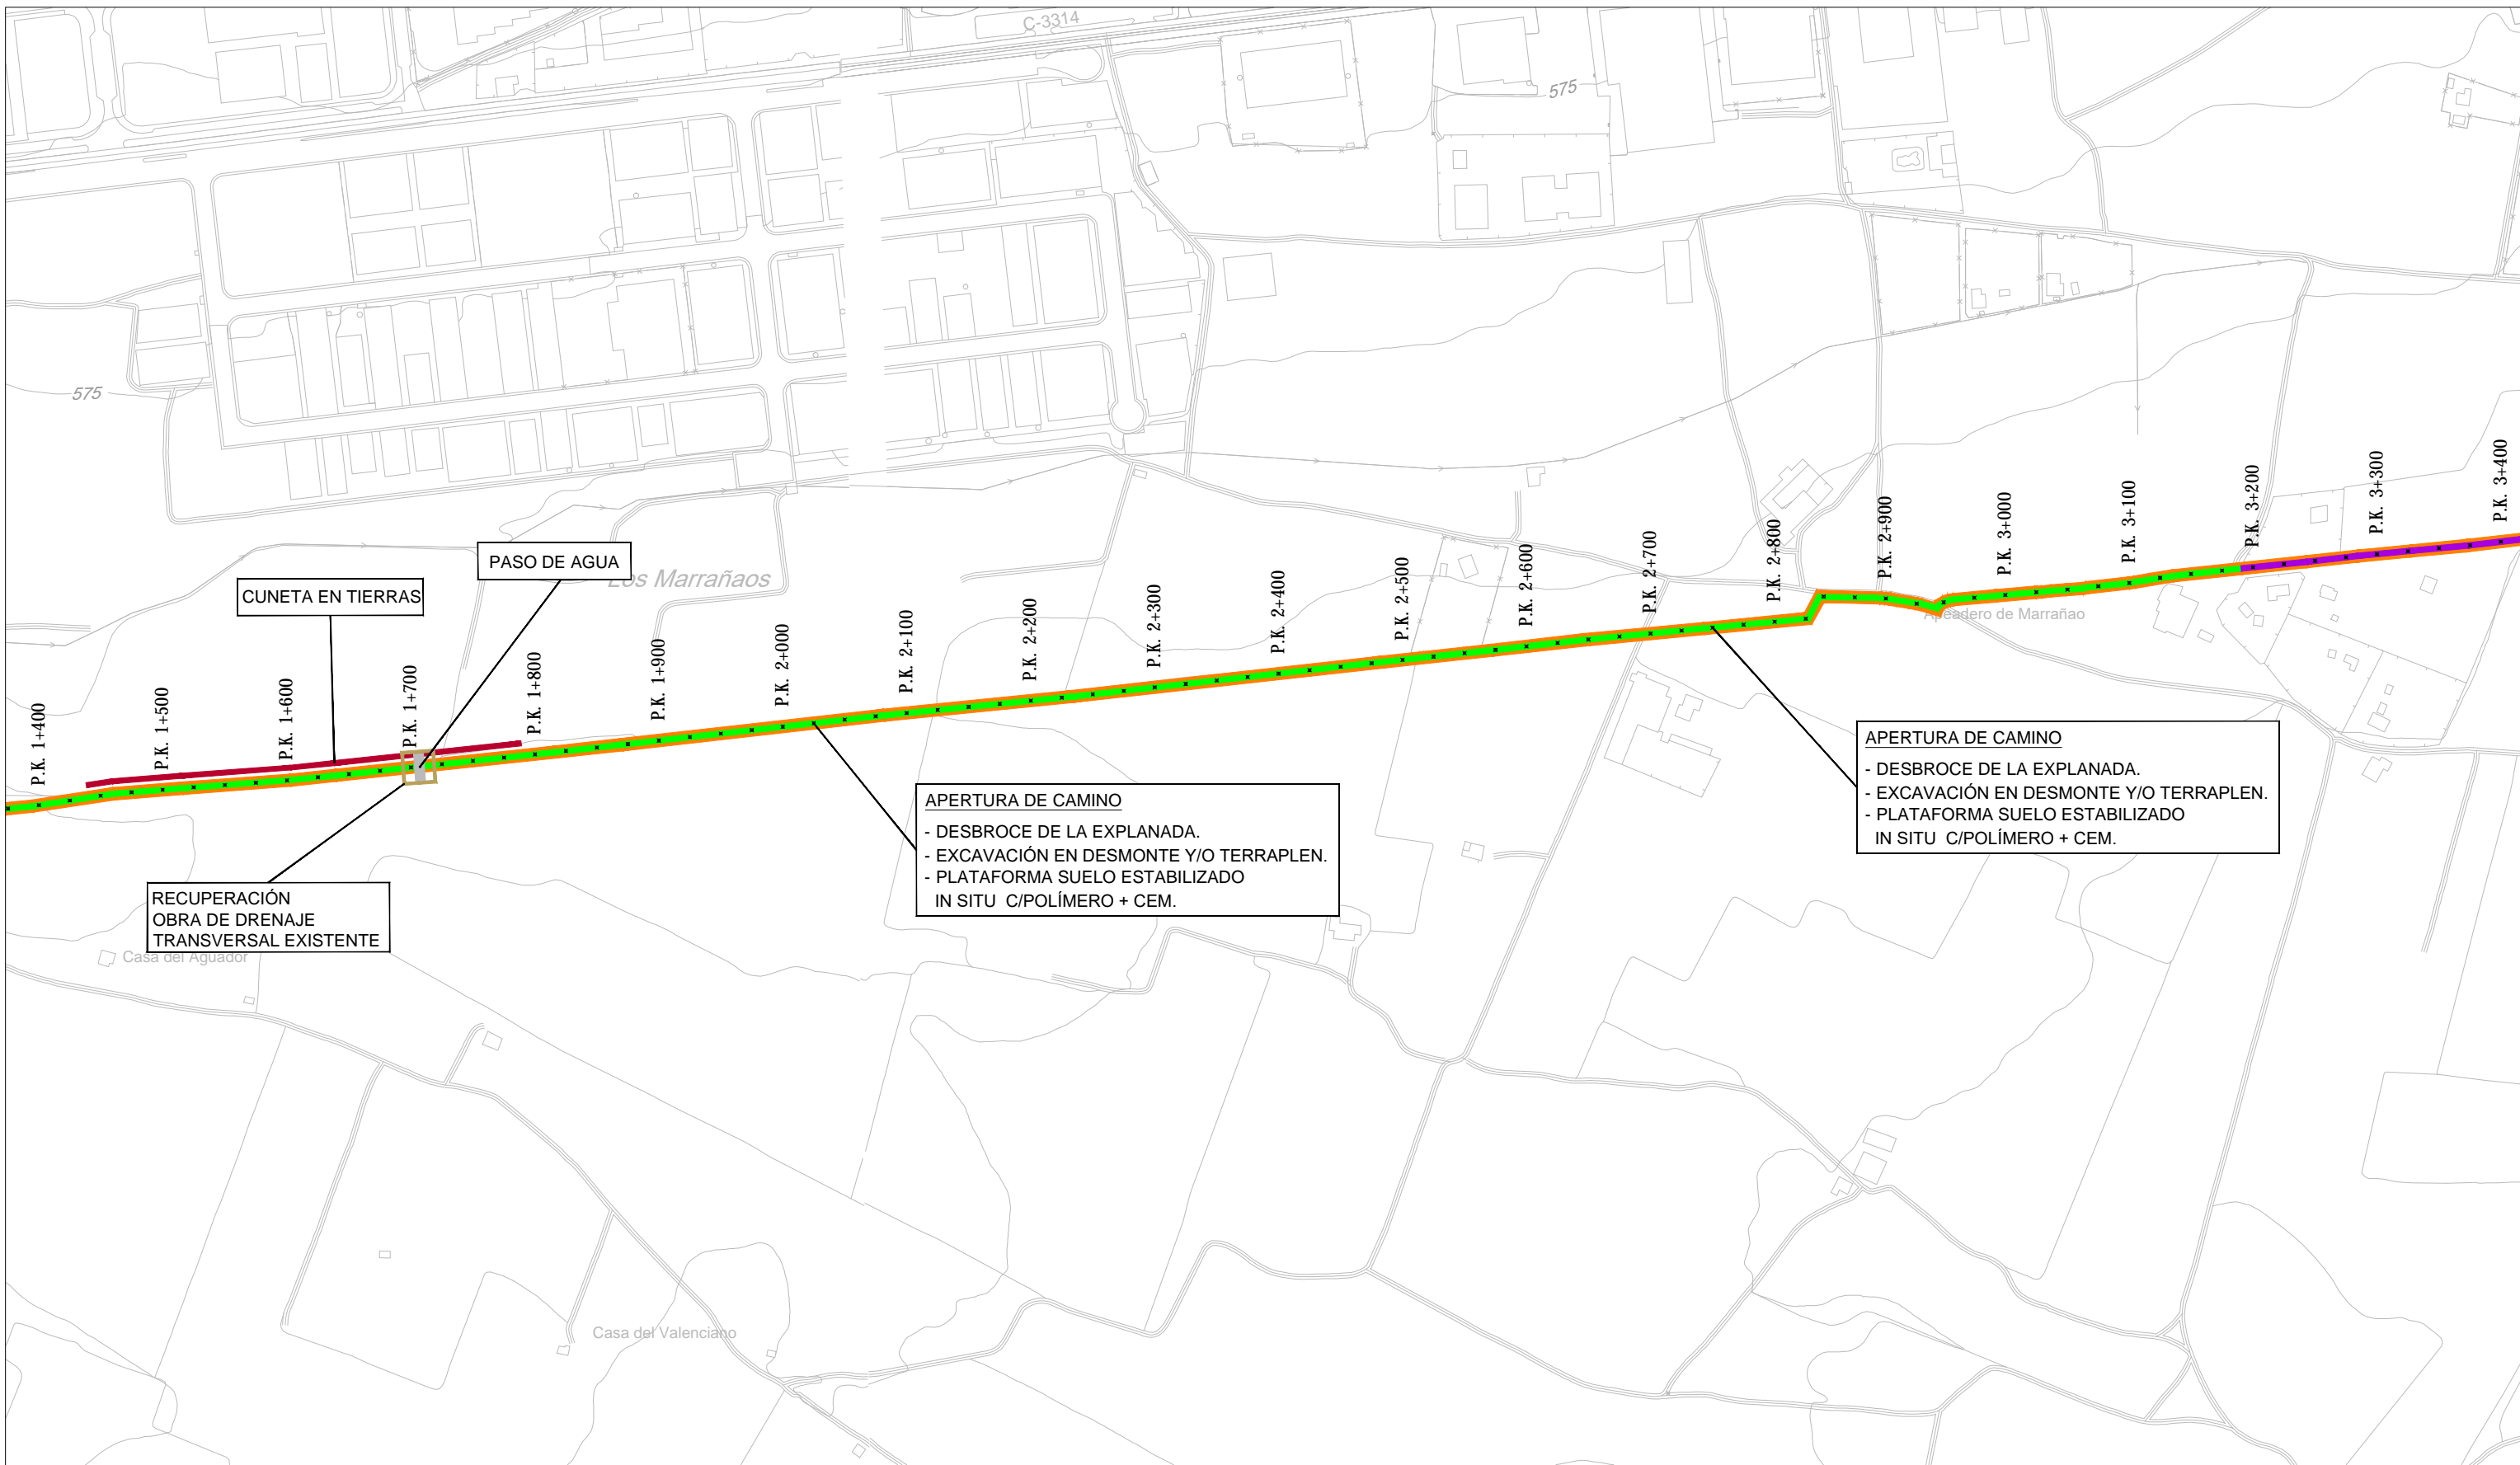 C-3314
575
575
PASO DE AGUA
Los Marrañaos
CUNETA EN TIERRAS
P.K. 1+400
P.K. 1+500
P.K. 1+600
P.K. 1+700
P.K. 1+800
P.K. 1+900
P.K. 2+000
P.K. 2+100
P.K. 2+200
P.K. 2+300
P.K. 2+400
P.K. 2+500
P.K. 2+600
P.K. 2+700
P.K. 2+800
P.K. 2+900
P.K. 3+000
P.K. 3+100
P.K. 3+200
P.K. 3+300
P.K. 3+400
Apeadero de Marrañao
APERTURA DE CAMINO
- DESBROCE DE LA EXPLANADA.
- EXCAVACIÓN EN DESMONTE Y/O TERRAPLEN.
- PLATAFORMA SUELO ESTABILIZADO
IN SITU C/POLÍMERO + CEM.
APERTURA DE CAMINO
- DESBROCE DE LA EXPLANADA.
- EXCAVACIÓN EN DESMONTE Y/O TERRAPLEN.
- PLATAFORMA SUELO ESTABILIZADO
IN SITU C/POLÍMERO + CEM.
RECUPERACIÓN
OBRA DE DRENAJE
TRANSVERSAL EXISTENTE
Casa del Aguador
Casa del Valenciano